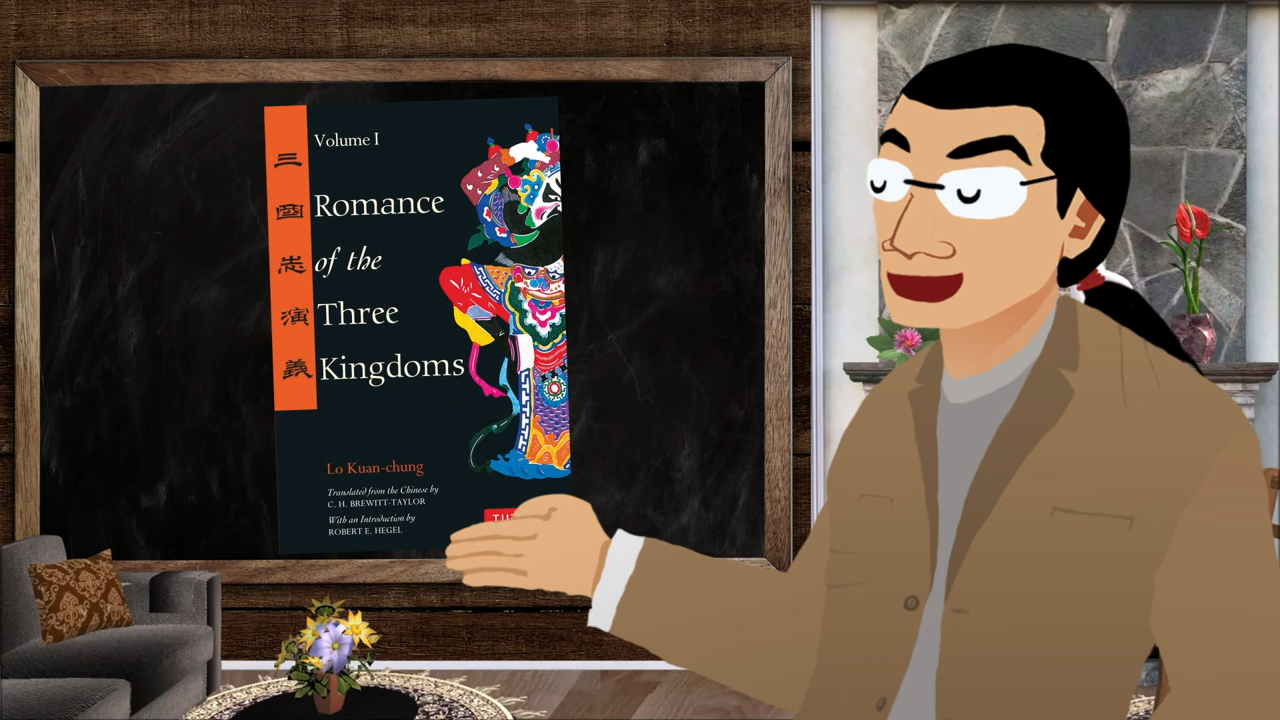 三
國
志
演
義
Volume I
Romance
of the
Three
Kingdoms
Lo Kuan-chung
Translated from the Chinese by
C. H. BREWITT-TAYLOR
With an Introduction by
ROBERT E. HEGEL